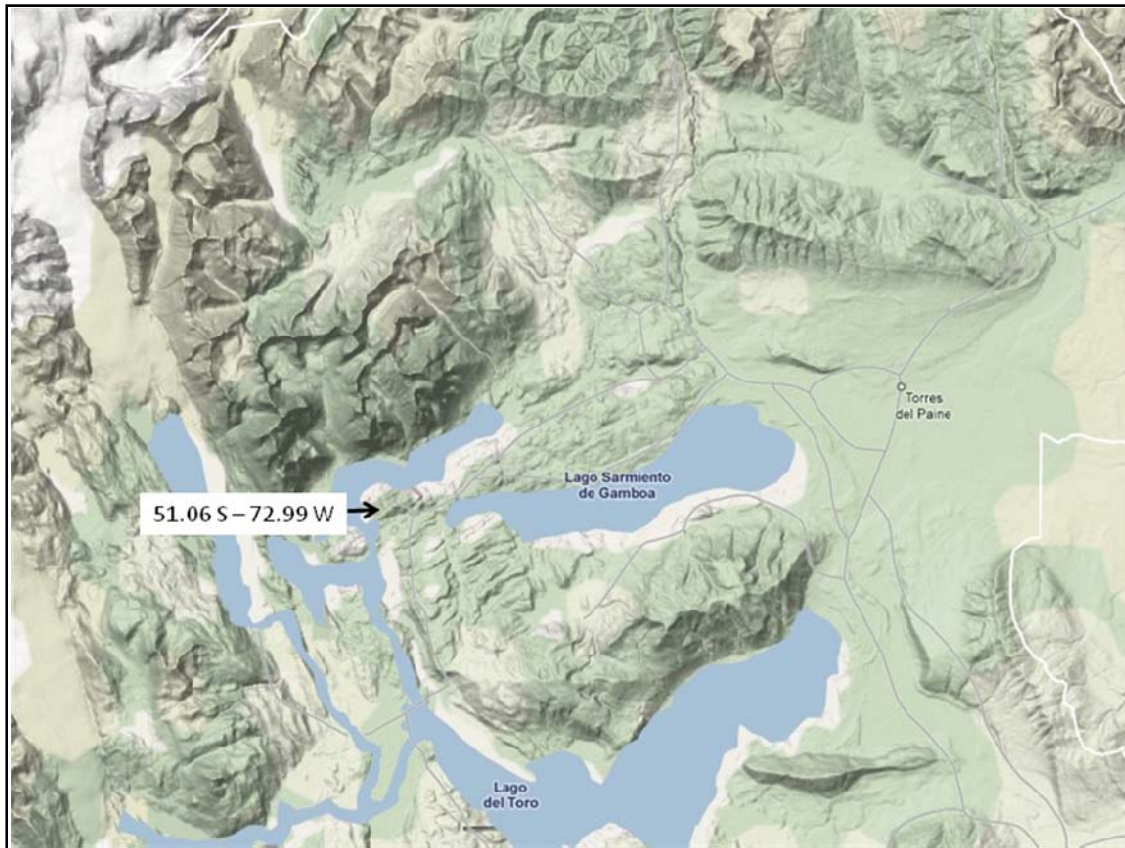 Torres
del Paine
Lago Sarmiento
de Gamboa
51.06 S – 72.99 W
Lago
del Toro